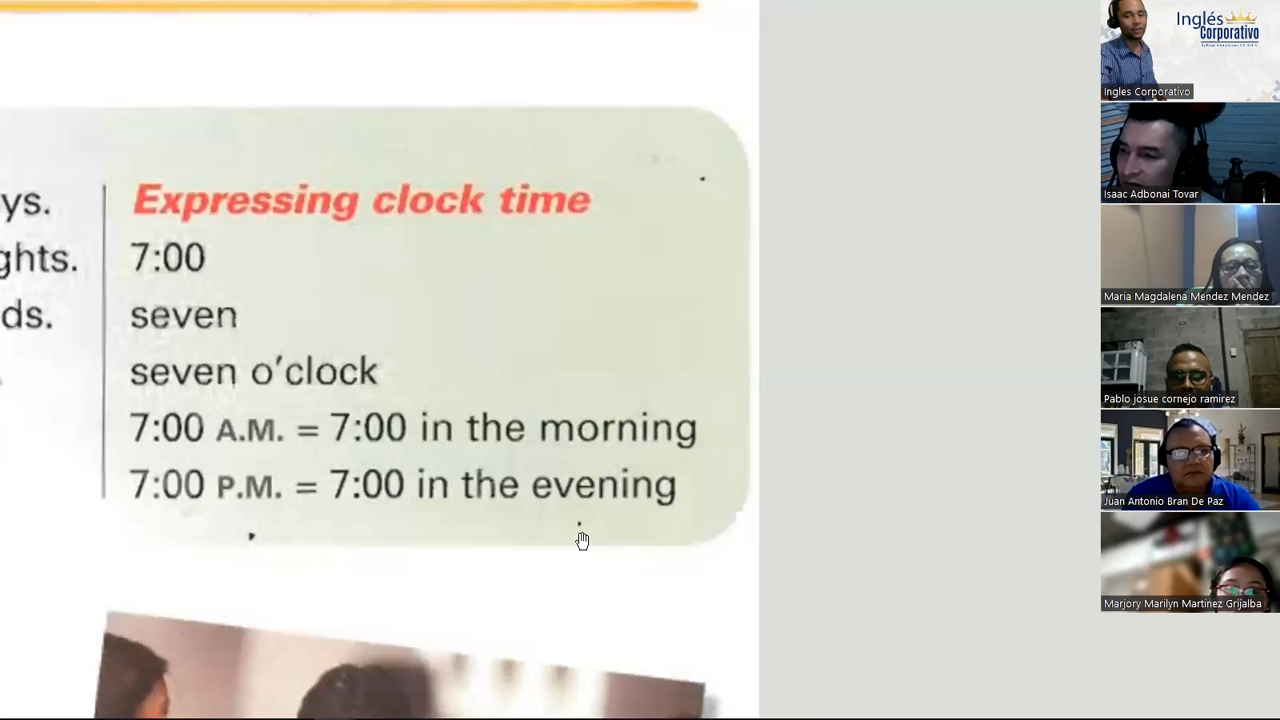 Expressing clock time
ys. 7:00
ghts. seven
ds. seven o'clock
7:00 A.M. = 7:00 in the morning
7:00 P.M. = 7:00 in the evening
Inglés
Corporativo
Ingles Corporativo
Isaac Adbonai Tovar
Maria Magdalena Mendez Mendez
Pablo josue cornejo ramirez
Juan Antonio Bran De Paz
Marjory Marilyn Martinez Grijalba